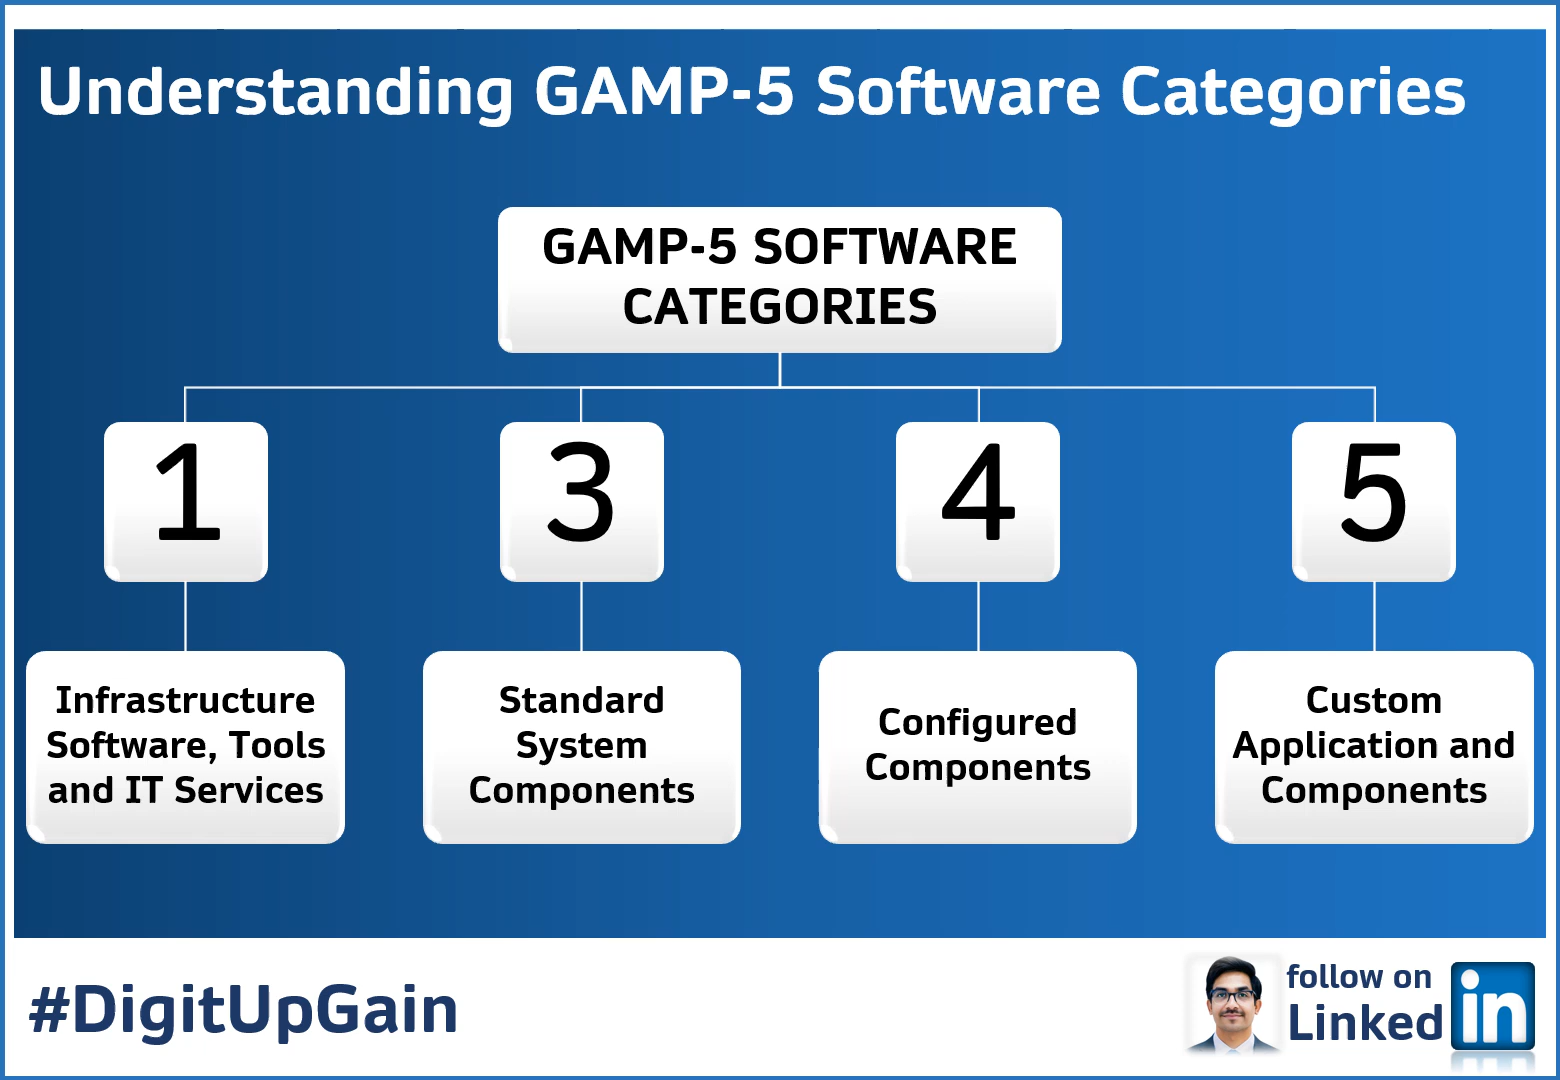 Understanding GAMP-5 Software Categories
GAMP-5 SOFTWARE
CATEGORIES
1
3
4
5
Infrastructure
Software, Tools
and IT Services
Standard
System
Components
Configured
Components
Custom
Application and
Components
#DigitUpGain
follow on
Linked in